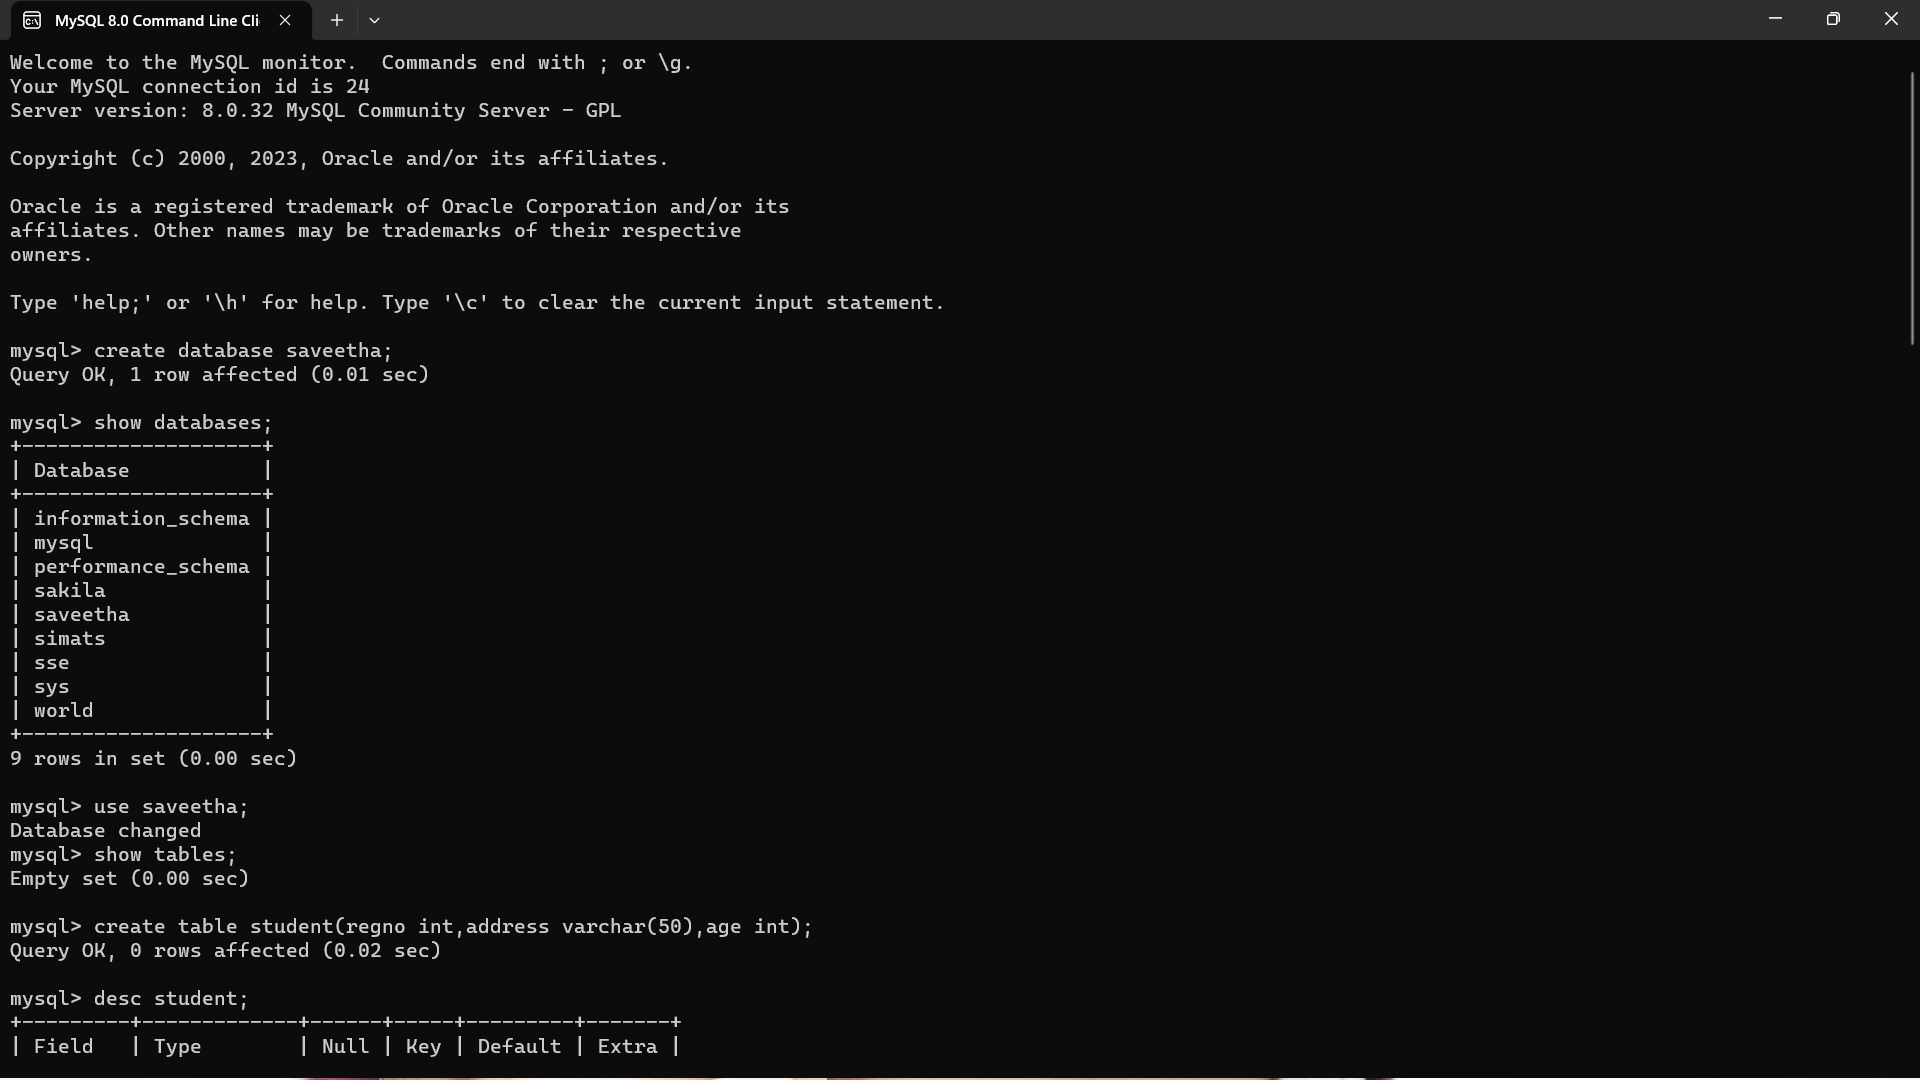 MySQL 8.0 Command Line Cli
Welcome to the MySQL monitor.  Commands end with ; or \g.
Your MySQL connection id is 24
Server version: 8.0.32 MySQL Community Server - GPL
Copyright (c) 2000, 2023, Oracle and/or its affiliates.
Oracle is a registered trademark of Oracle Corporation and/or its
affiliates. Other names may be trademarks of their respective
owners.
Type 'help;' or '\h' for help. Type '\c' to clear the current input statement.
mysql> create database saveetha;
Query OK, 1 row affected (0.01 sec)
mysql> show databases;
+--------------------+
| Database           |
+--------------------+
| information_schema |
| mysql              |
| performance_schema |
| sakila             |
| saveetha           |
| simats             |
| sse                |
| sys                |
| world              |
+--------------------+
9 rows in set (0.00 sec)
mysql> use saveetha;
Database changed
mysql> show tables;
Empty set (0.00 sec)
mysql> create table student(regno int,address varchar(50),age int);
Query OK, 0 rows affected (0.02 sec)
mysql> desc student;
+---------+-------------+------+-----+---------+-------+
| Field   | Type        | Null | Key | Default | Extra |